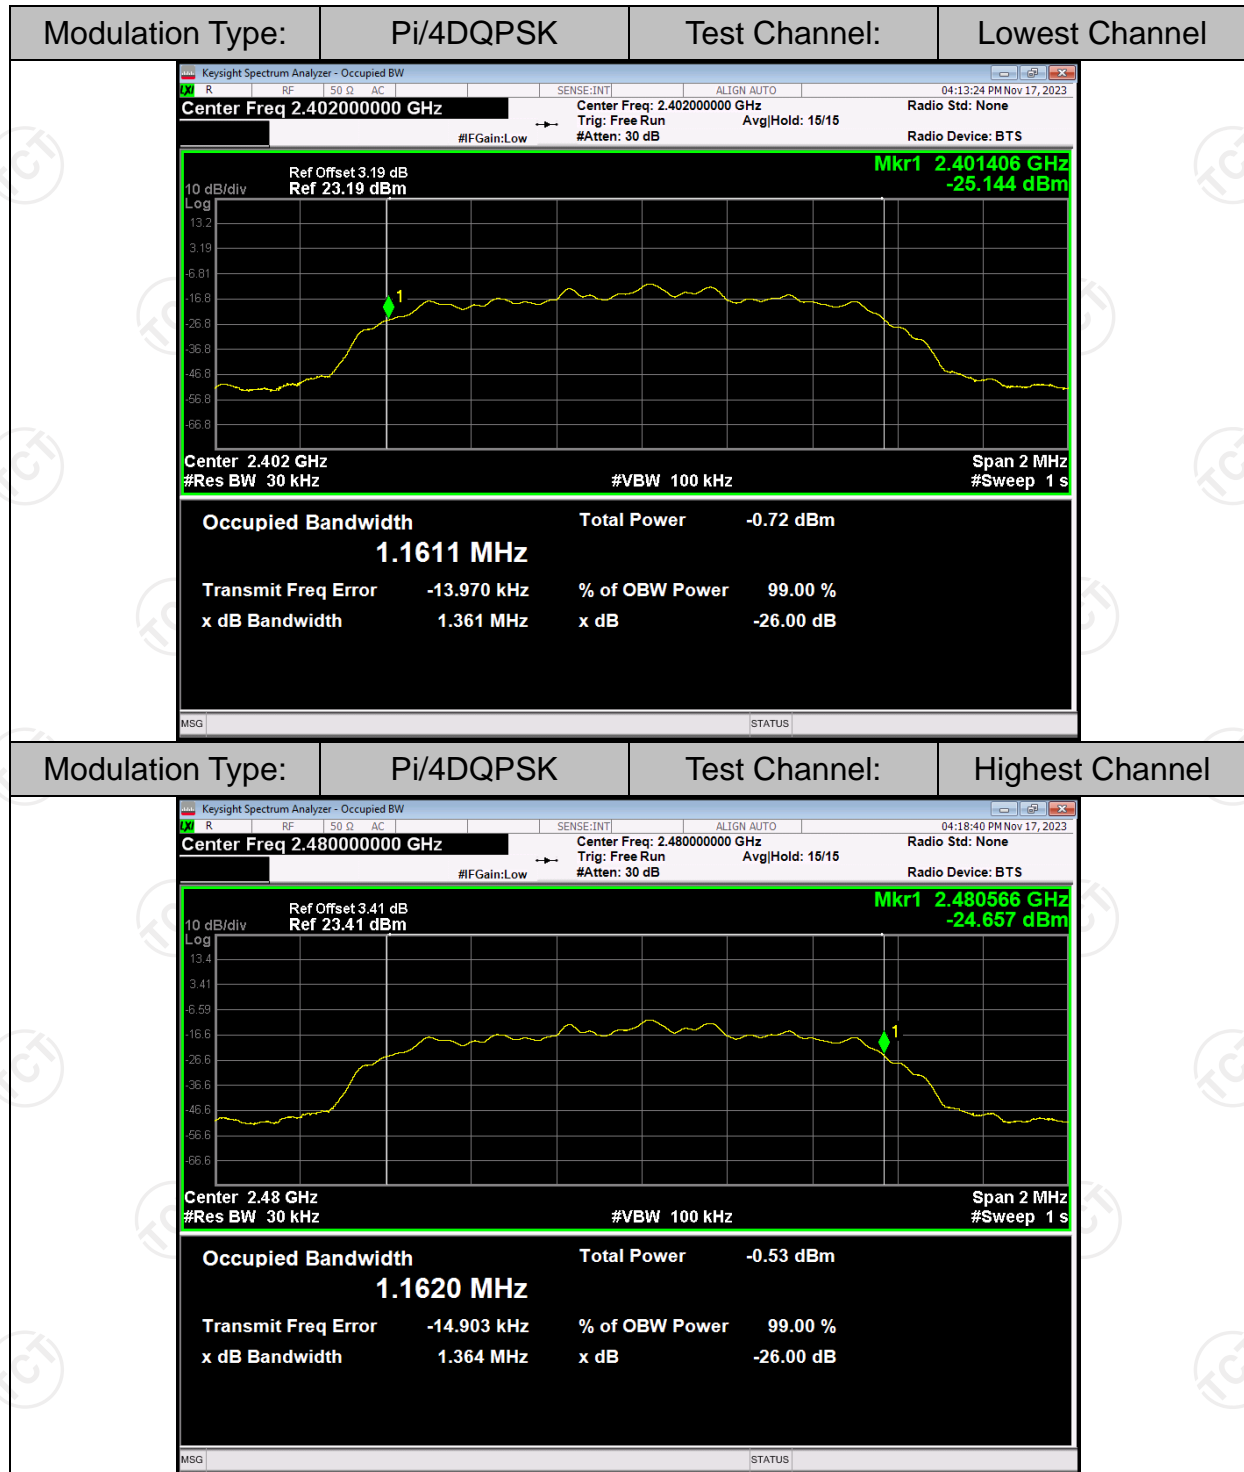 Modulation Type: Pi/4DQPSK Test Channel: Lowest Channel
Keysight Spectrum Analyzer - Occupied BW
LXI R RF 50 Ω AC SENSE:INT ALIGN AUTO 04:13:24 PM Nov 17, 2023
Center Freq 2.402000000 GHz Center Freq: 2.402000000 GHz Radio Std: None
Trig: Free Run Avg|Hold: 15/15
#IFGain:Low #Atten: 30 dB Radio Device: BTS
Mkr1 2.401406 GHz
Ref Offset 3.19 dB
10 dB/div Ref 23.19 dBm -25.144 dBm
Log
13.2
3.19
-6.81
-16.8
1
-26.8
-36.8
-46.8
-56.8
-66.8
Center 2.402 GHz Span 2 MHz
#Res BW 30 kHz #VBW 100 kHz #Sweep 1 s
Occupied Bandwidth Total Power -0.72 dBm
1.1611 MHz
Transmit Freq Error -13.970 kHz % of OBW Power 99.00 %
x dB Bandwidth 1.361 MHz x dB -26.00 dB
MSG STATUS
Modulation Type: Pi/4DQPSK Test Channel: Highest Channel
Keysight Spectrum Analyzer - Occupied BW
LXI R RF 50 Ω AC SENSE:INT ALIGN AUTO 04:18:40 PM Nov 17, 2023
Center Freq 2.480000000 GHz Center Freq: 2.480000000 GHz Radio Std: None
Trig: Free Run Avg|Hold: 15/15
#IFGain:Low #Atten: 30 dB Radio Device: BTS
Mkr1 2.480566 GHz
Ref Offset 3.41 dB
10 dB/div Ref 23.41 dBm -24.657 dBm
Log
13.4
3.41
-6.59
-16.6
1
-26.6
-36.6
-46.6
-56.6
-66.6
Center 2.48 GHz Span 2 MHz
#Res BW 30 kHz #VBW 100 kHz #Sweep 1 s
Occupied Bandwidth Total Power -0.53 dBm
1.1620 MHz
Transmit Freq Error -14.903 kHz % of OBW Power 99.00 %
x dB Bandwidth 1.364 MHz x dB -26.00 dB
MSG STATUS